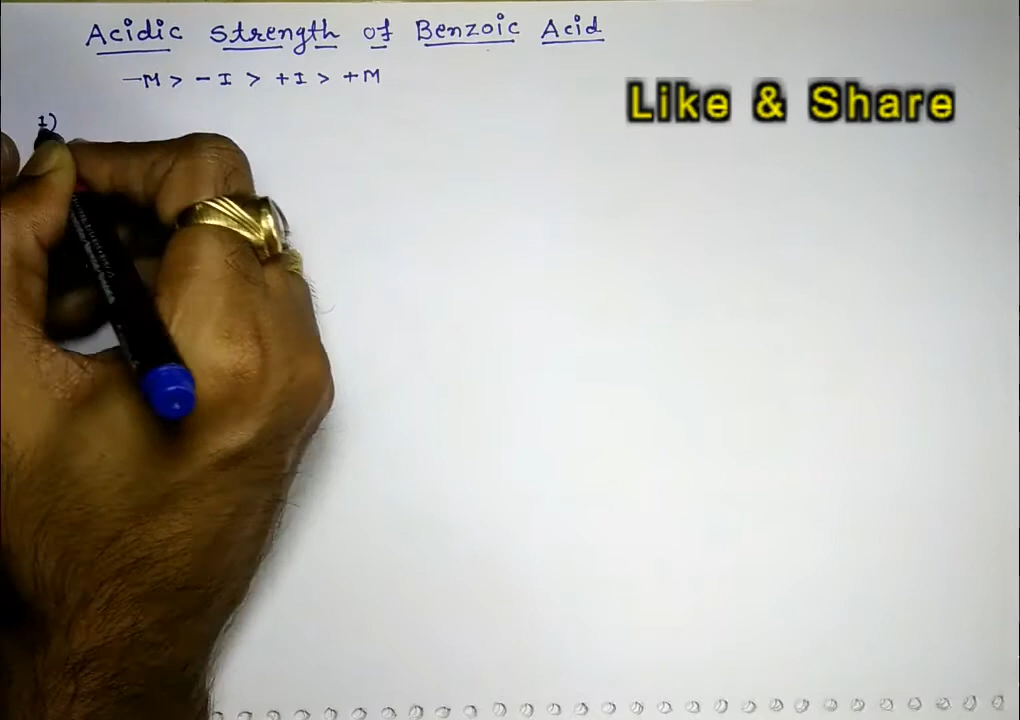 Acidic Strength of Benzoic Acid
-M > -I > +I > +M
Like & Share
1)